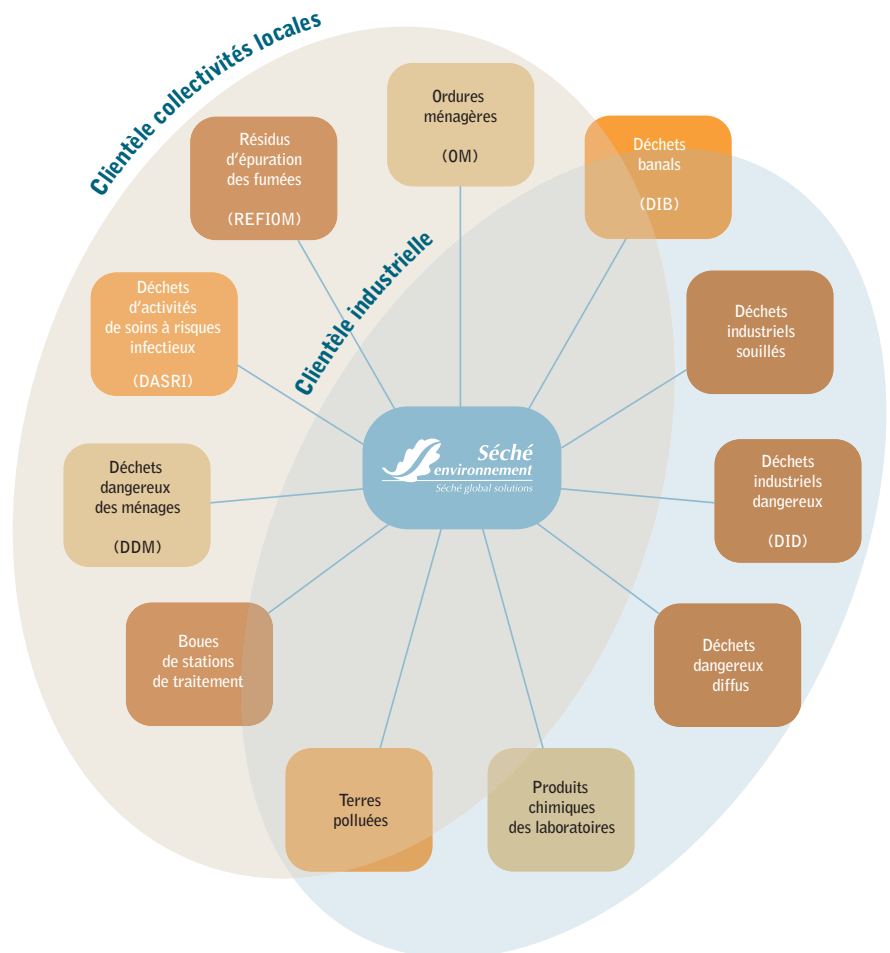 Clientèle collectivités locales
Clientèle industrielle
Ordures
ménagères
(OM)
Résidus
d'épuration
des fumées
(REFIOM)
Déchets
banals
(DIB)
Déchets
d'activités
de soins à risques
infectieux
(DASRI)
Déchets
industriels
souillés
Séché
environnement
Séché global solutions
Déchets
dangereux
des ménages
(DDM)
Déchets
industriels
dangereux
(DID)
Boues
de stations
de traitement
Déchets
dangereux
diffus
Terres
polluées
Produits
chimiques
des laboratoires